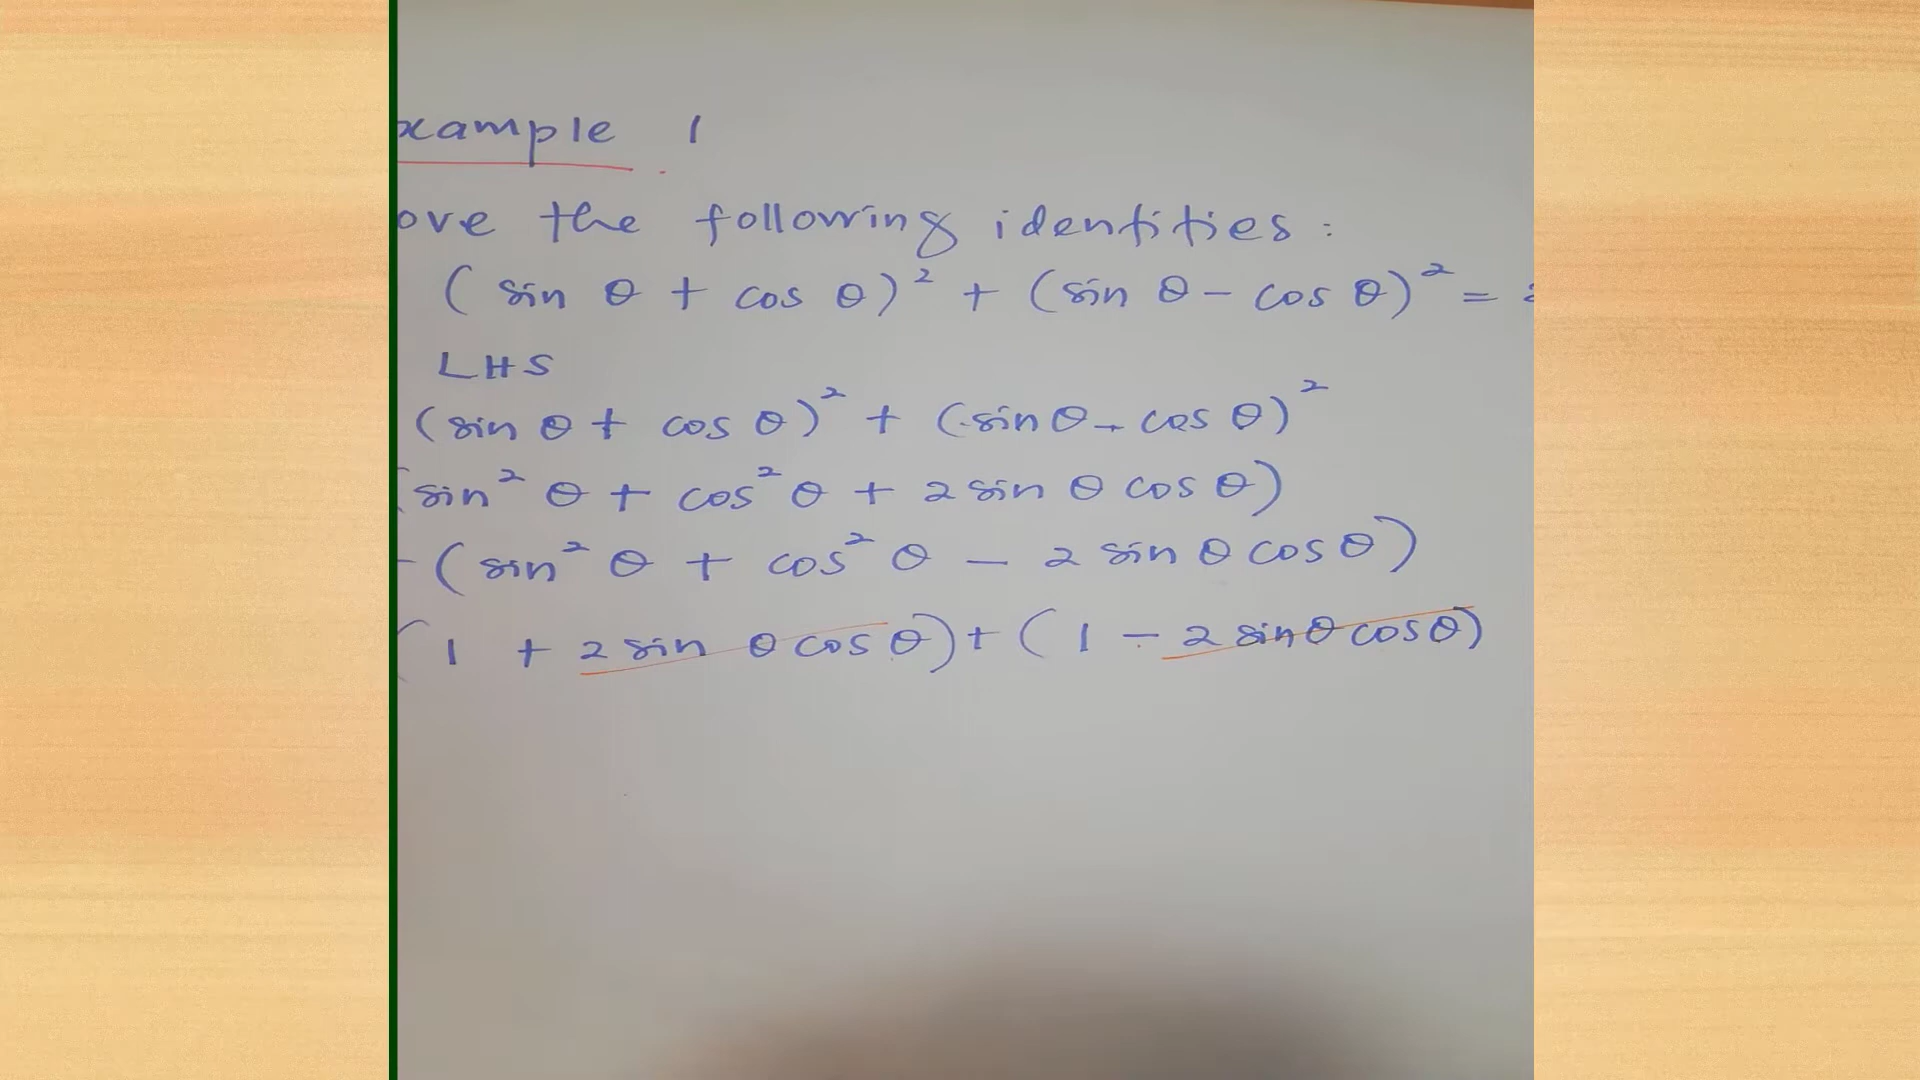 xample 1
ove the following identities :
( sin θ + cos θ)² + (sin θ - cos θ)² =
LHS
(sin θ + cos θ)² + (sin θ - cos θ)²
sin² θ + cos² θ + 2 sin θ cos θ)
(sin² θ + cos² θ - 2 sin θ cos θ)
( 1 + 2 sin θ cos θ) + ( 1 - 2 sin θ cos θ)